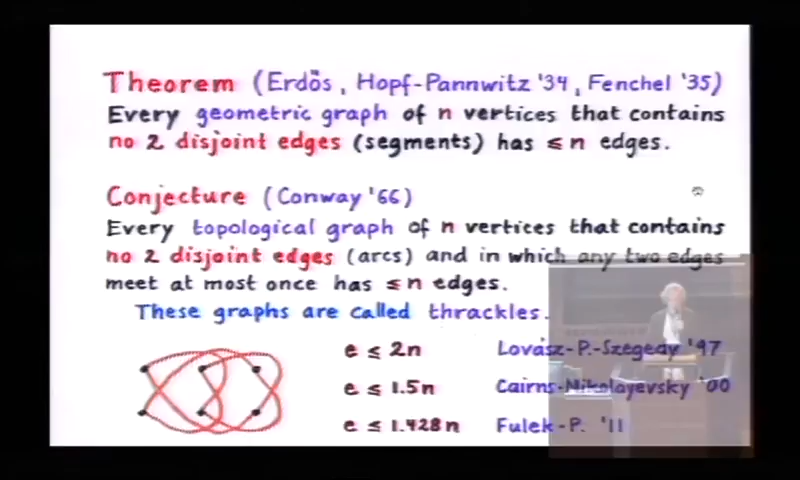 Theorem (Erdős, Hopf-Pannwitz '34, Fenchel '35)
Every geometric graph of n vertices that contains
no 2 disjoint edges (segments) has ≤ n edges.
Conjecture (Conway '66)
Every topological graph of n vertices that contains
no 2 disjoint edges (arcs) and in which any two edges
meet at most once has ≤ n edges.
These graphs are called thrackles.
e ≤ 2n Lovász-P.-Szegedy '97
e ≤ 1.5n Cairns-Nikolayevsky '00
e ≤ 1.428n Fulek-P. '11